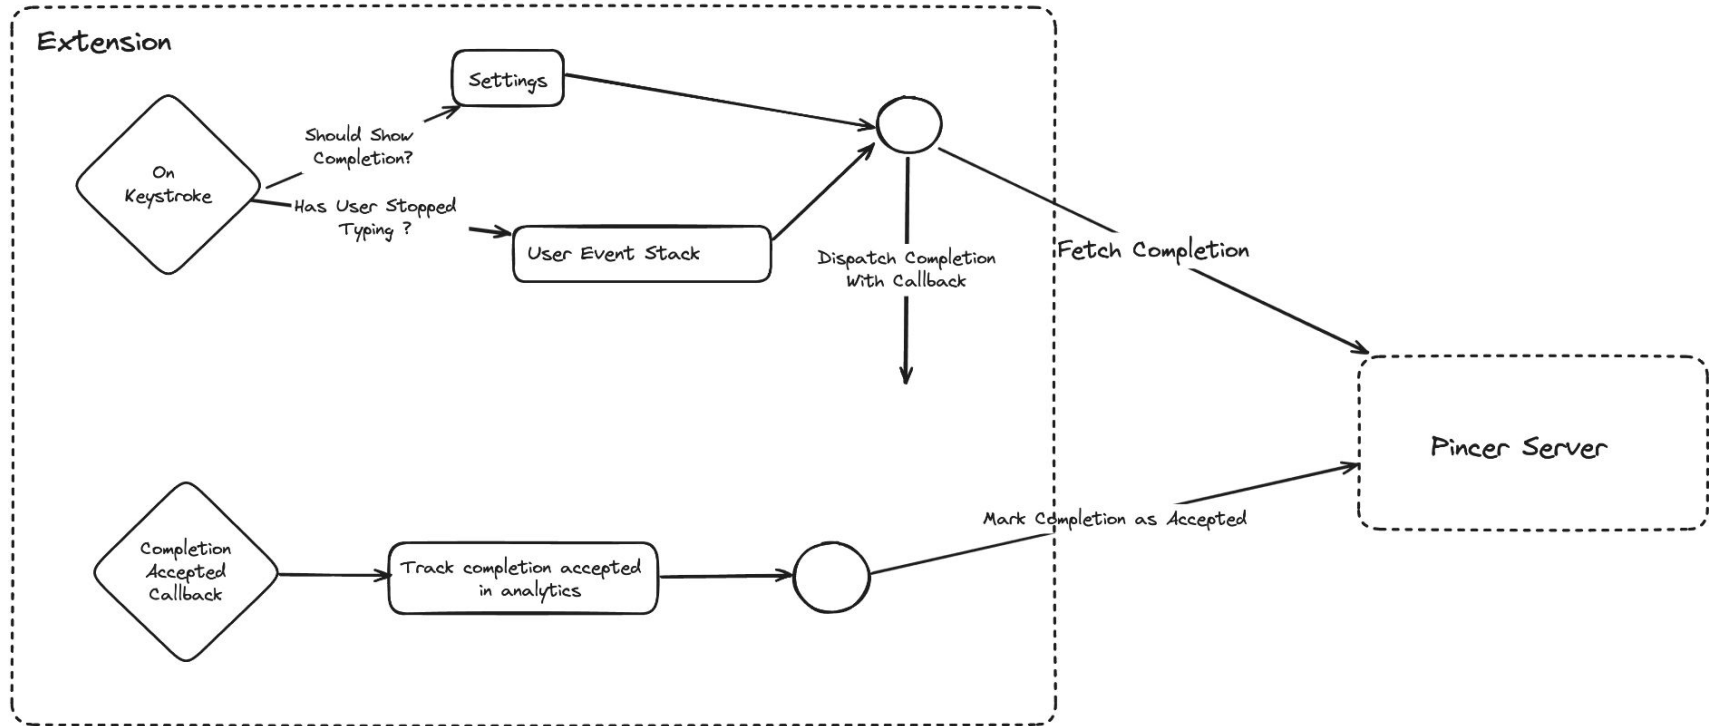 Extension
Settings
Should Show
Completion?
On
Keystroke
Has User Stopped
Typing ?
User Event Stack
Dispatch Completion
With Callback
Fetch Completion
Pincer Server
Mark Completion as Accepted
Completion
Accepted
Callback
Track completion accepted
in analytics